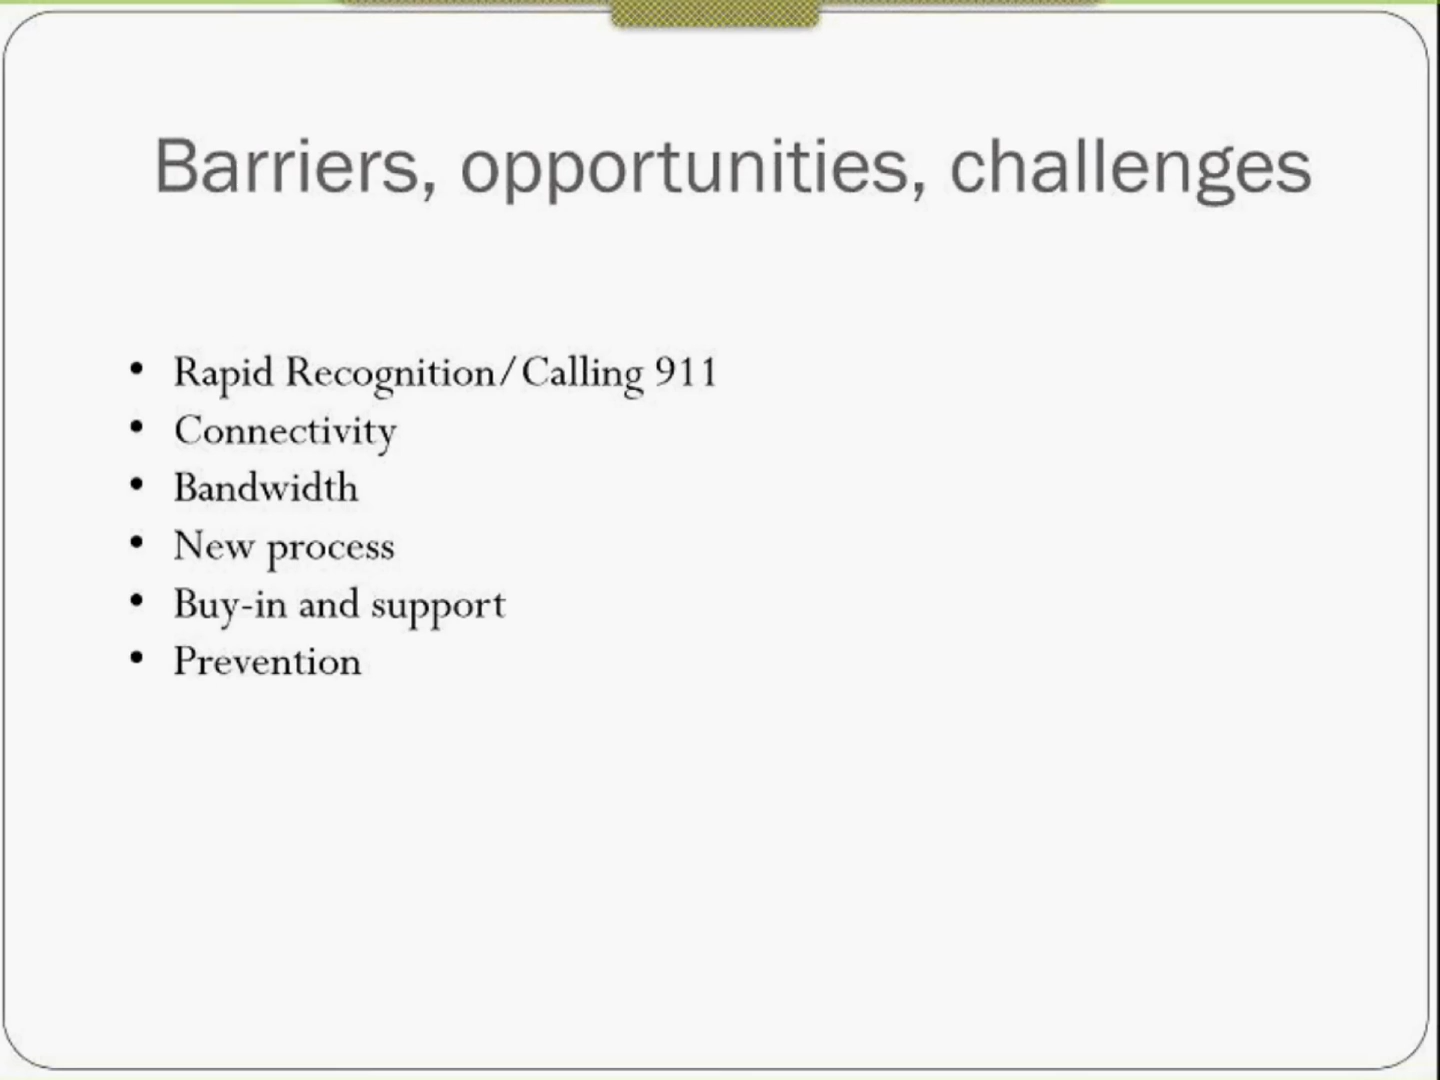 Barriers, opportunities, challenges
• Rapid Recognition/Calling 911
• Connectivity
• Bandwidth
• New process
• Buy-in and support
• Prevention